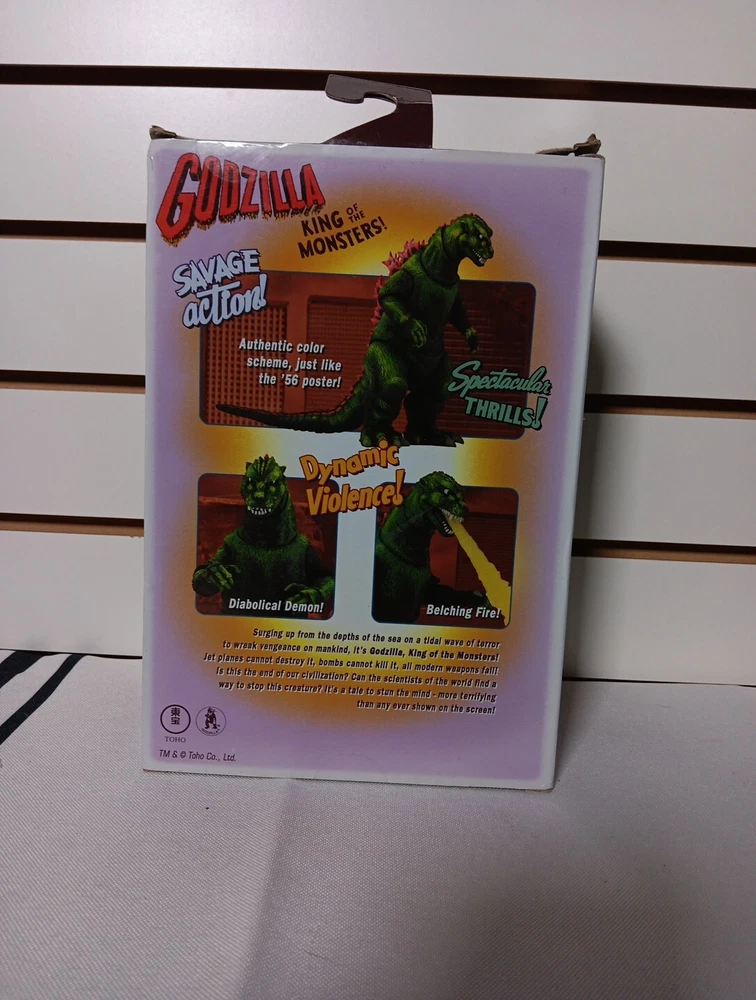 GODZILLA
KING OF THE
MONSTERS!
SAVAGE
action!
Authentic color
scheme, just like
the '56 poster!
Spectacular
THRILLS!
Dynamic
Violence!
Diabolical Demon!
Belching Fire!
Surging up from the depths of the sea on a tidal wave of terror
to wreak vengeance on mankind, it's Godzilla, King of the Monsters!
Jet planes cannot destroy it, bombs cannot kill it, all modern weapons fail!
Is this the end of our civilization? Can the scientists of the world find a
way to stop this creature? It's a tale to stun the mind - more terrifying
than any ever shown on the screen!
東
宝
TOHO
TM & © Toho Co., Ltd.